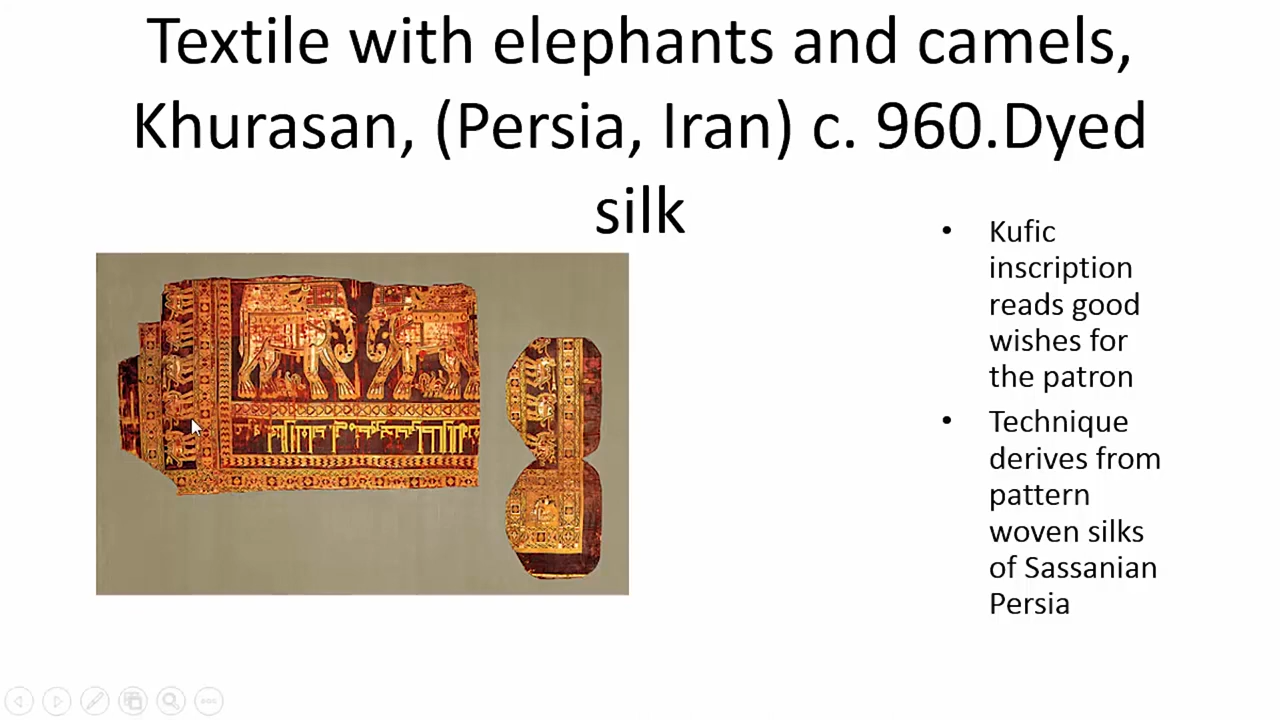 Textile with elephants and camels,
Khurasan, (Persia, Iran) c. 960.Dyed
silk
• Kufic
inscription
reads good
wishes for
the patron
• Technique
derives from
pattern
woven silks
of Sassanian
Persia